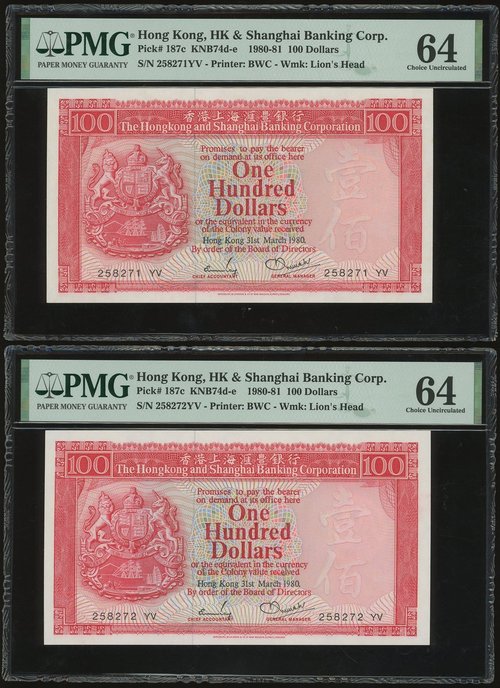 PMG Hong Kong, HK & Shanghai Banking Corp. 64
PAPER MONEY GUARANTY Pick# 187c KNB74d-e 1980-81 100 Dollars Choice Uncirculated
S/N 258271YV - Printer: BWC - Wmk: Lion's Head
100 香港上海滙豐銀行 100
The Hongkong and Shanghai Banking Corporation
Promises to pay the bearer
on demand at its office here
One
Hundred
Dollars
壹佰
or the equivalent in the currency
of the Colony value received
Hong Kong 31st March 1980.
By order of the Board of Directors
258271 YV 258271 YV
CHIEF ACCOUNTANT GENERAL MANAGER
PMG Hong Kong, HK & Shanghai Banking Corp. 64
PAPER MONEY GUARANTY Pick# 187c KNB74d-e 1980-81 100 Dollars Choice Uncirculated
S/N 258272YV - Printer: BWC - Wmk: Lion's Head
100 香港上海滙豐銀行 100
The Hongkong and Shanghai Banking Corporation
Promises to pay the bearer
on demand at its office here
One
Hundred
Dollars
壹佰
or the equivalent in the currency
of the Colony value received
Hong Kong 31st March 1980.
By order of the Board of Directors
258272 YV 258272 YV
CHIEF ACCOUNTANT GENERAL MANAGER